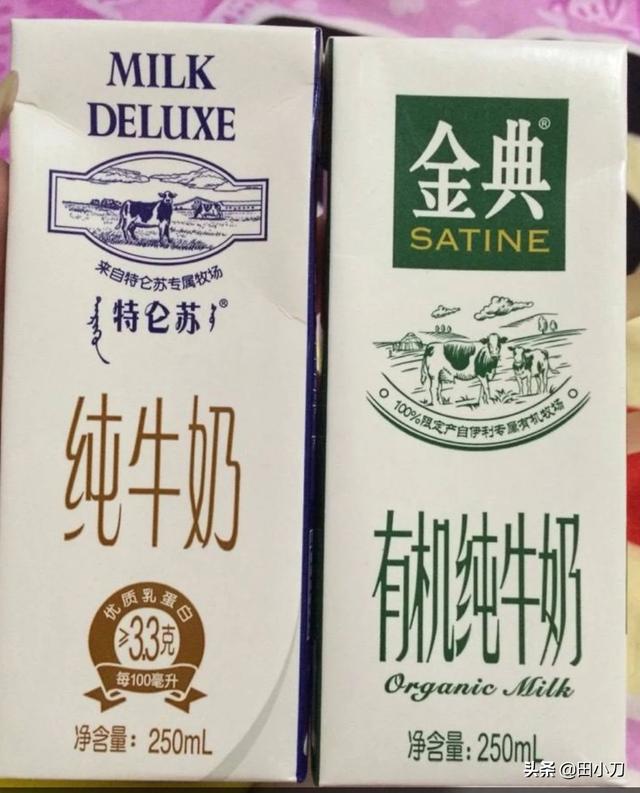 MILK
DELUXE
来自特仑苏专属牧场
特仑苏®
纯牛奶
优质乳蛋白
≥3.3克
每100毫升
净含量：250mL
金典®
SATINE
100%限定产自伊利专属有机牧场
有机纯牛奶
Organic Milk
净含量：250mL
头条 @田小刀